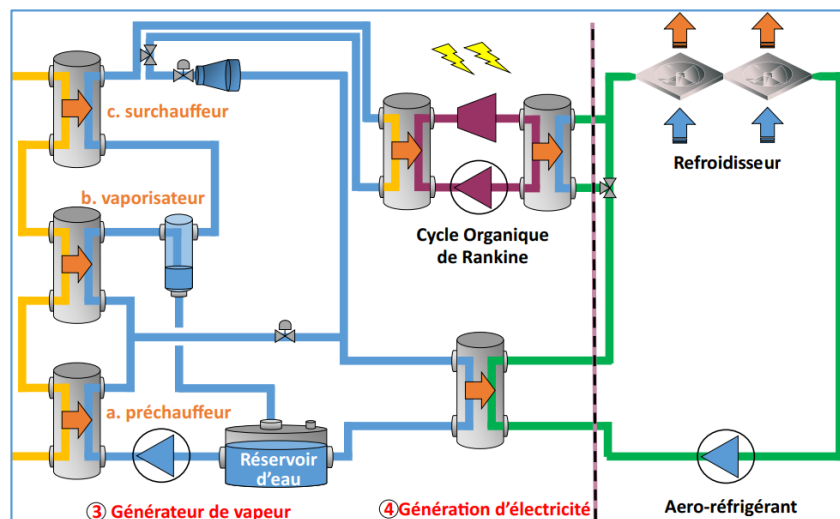 c. surchauffeur
b. vaporisateur
a. préchauffeur
Réservoir
d'eau
Cycle Organique
de Rankine
Refroidisseur
③ Générateur de vapeur
④Génération d'électricité
Aero-réfrigérant